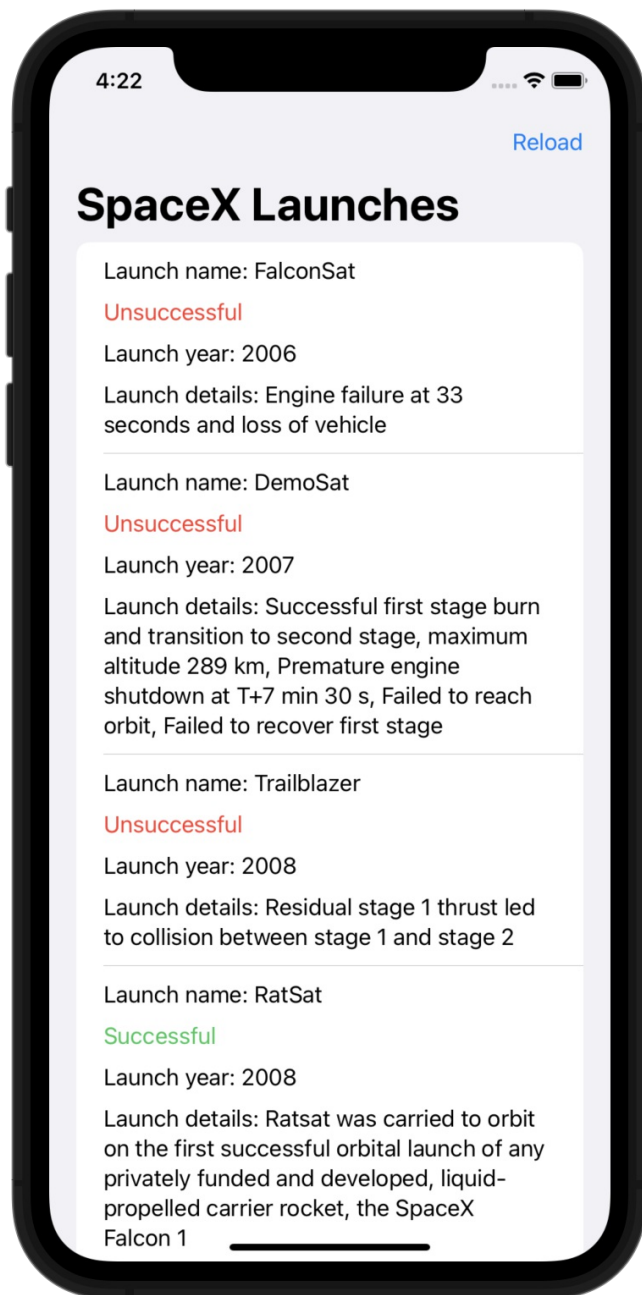 4:22
Reload
SpaceX Launches
Launch name: FalconSat
Unsuccessful
Launch year: 2006
Launch details: Engine failure at 33
seconds and loss of vehicle
Launch name: DemoSat
Unsuccessful
Launch year: 2007
Launch details: Successful first stage burn
and transition to second stage, maximum
altitude 289 km, Premature engine
shutdown at T+7 min 30 s, Failed to reach
orbit, Failed to recover first stage
Launch name: Trailblazer
Unsuccessful
Launch year: 2008
Launch details: Residual stage 1 thrust led
to collision between stage 1 and stage 2
Launch name: RatSat
Successful
Launch year: 2008
Launch details: Ratsat was carried to orbit
on the first successful orbital launch of any
privately funded and developed, liquid-
propelled carrier rocket, the SpaceX
Falcon 1